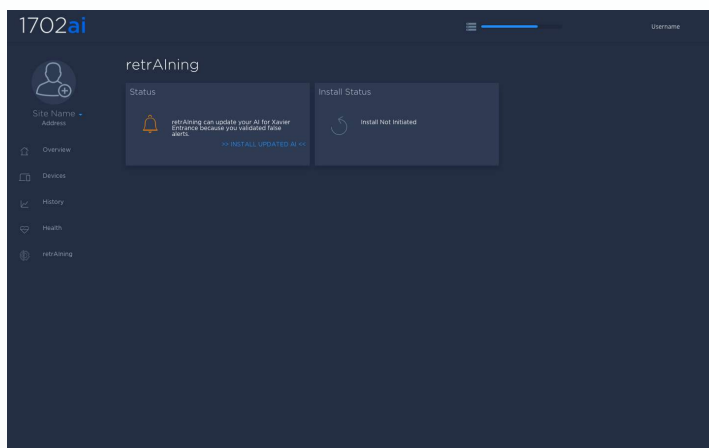 1702ai
Username
Site Name
Address
Overview
Devices
History
Health
retrAIning
retrAIning
Status
retrAIning can update your AI for Xavier
Entrance because you validated false
alerts.
<< INSTALL UPDATED AI <<
Install Status
Install Not Initiated